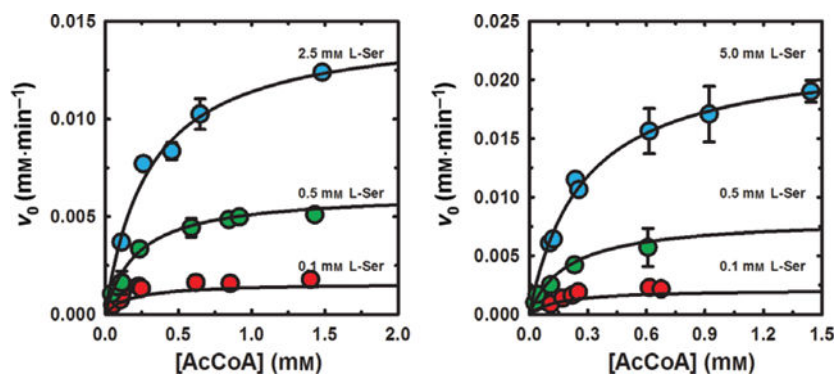 0.015
0.010
0.005
0.000
v₀ (mM·min⁻¹)
2.5 mM L-Ser
0.5 mM L-Ser
0.1 mM L-Ser
0.0 0.5 1.0 1.5 2.0
[AcCoA] (mM)
0.025
0.020
0.015
0.010
0.005
0.000
v₀ (mM·min⁻¹)
5.0 mM L-Ser
0.5 mM L-Ser
0.1 mM L-Ser
0.0 0.3 0.6 0.9 1.2 1.5
[AcCoA] (mM)